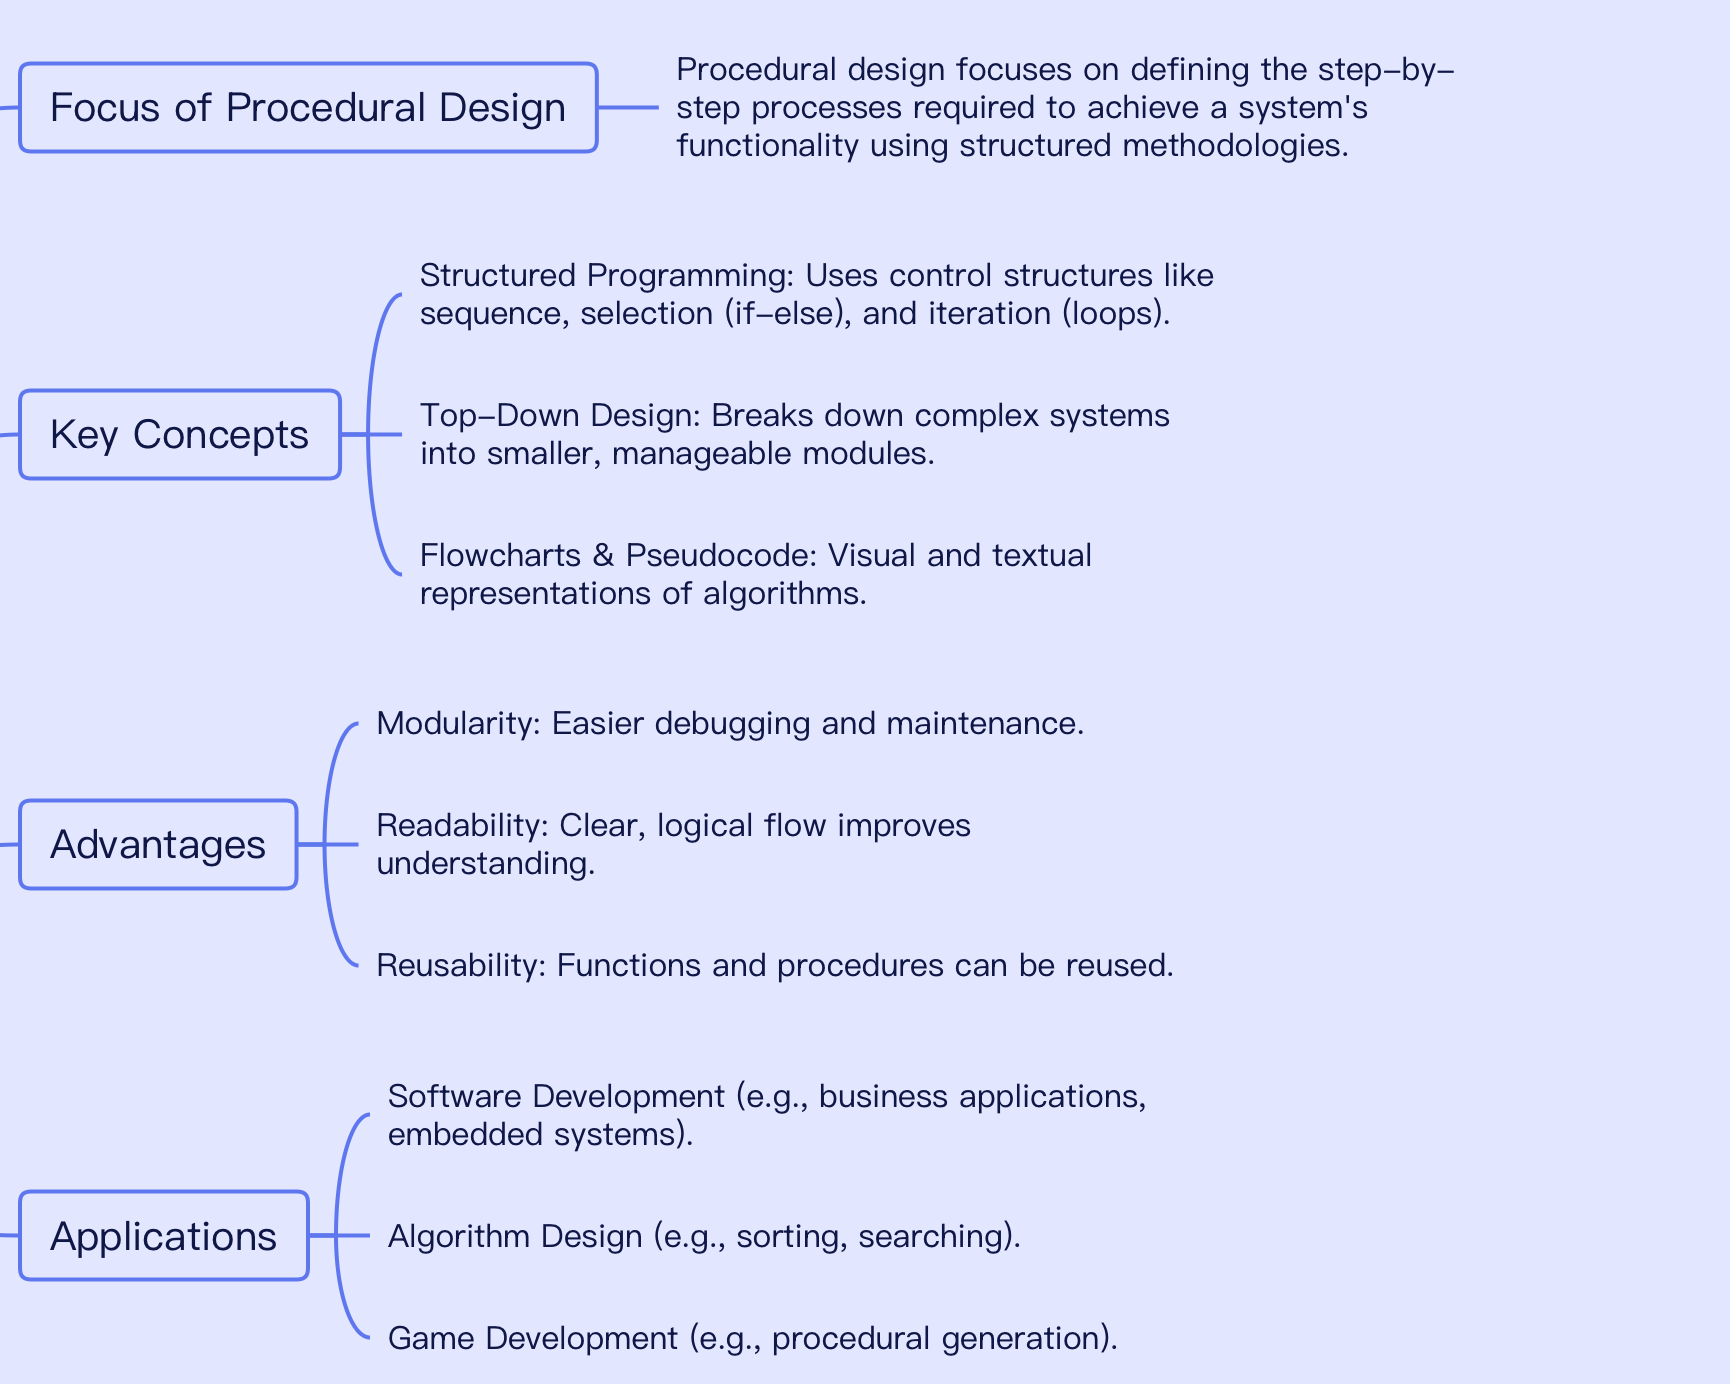 Focus of Procedural Design
Procedural design focuses on defining the step-by-
step processes required to achieve a system's
functionality using structured methodologies.
Key Concepts
Structured Programming: Uses control structures like
sequence, selection (if-else), and iteration (loops).
Top-Down Design: Breaks down complex systems
into smaller, manageable modules.
Flowcharts & Pseudocode: Visual and textual
representations of algorithms.
Advantages
Modularity: Easier debugging and maintenance.
Readability: Clear, logical flow improves
understanding.
Reusability: Functions and procedures can be reused.
Applications
Software Development (e.g., business applications,
embedded systems).
Algorithm Design (e.g., sorting, searching).
Game Development (e.g., procedural generation).